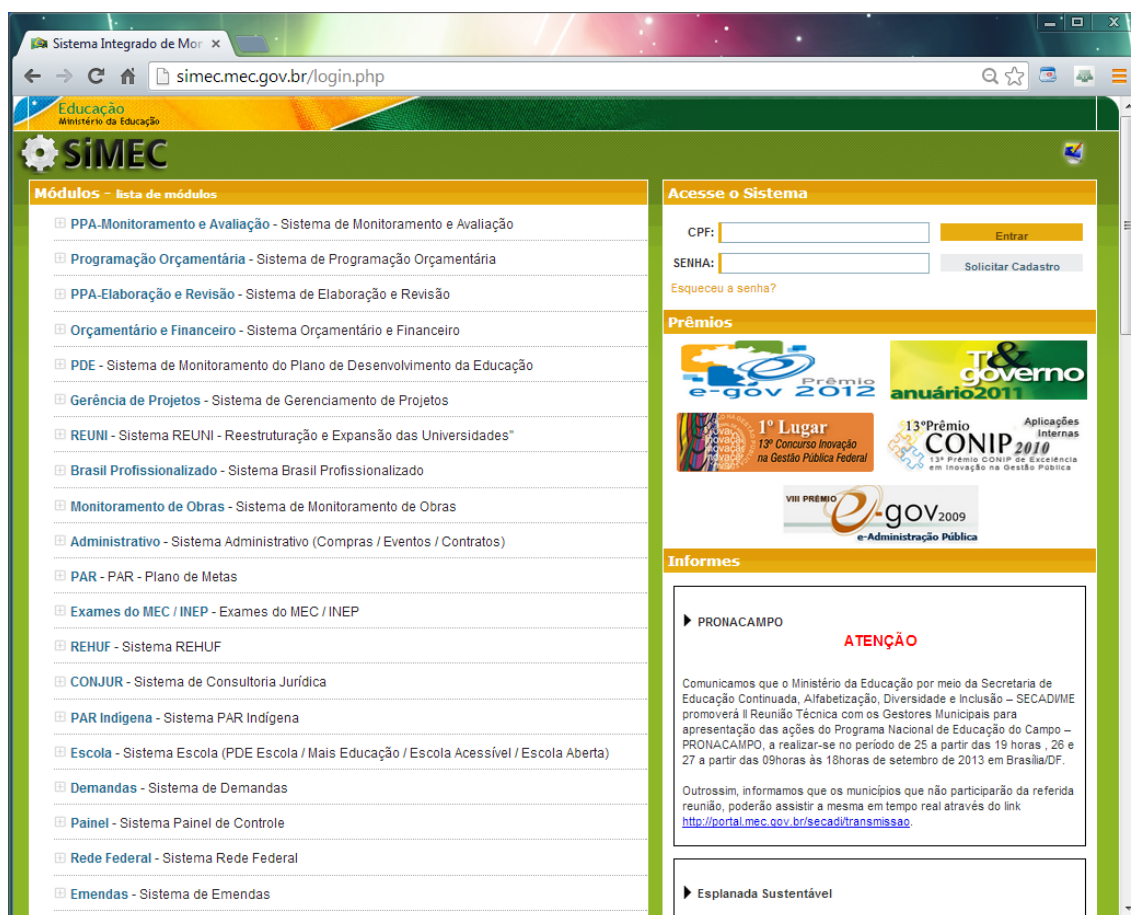 Sistema Integrado de Mor
simec.mec.gov.br/login.php
Educação
Ministério da Educação
SiMEC
Módulos - lista de módulos
PPA-Monitoramento e Avaliação - Sistema de Monitoramento e Avaliação
Programação Orçamentária - Sistema de Programação Orçamentária
PPA-Elaboração e Revisão - Sistema de Elaboração e Revisão
Orçamentário e Financeiro - Sistema Orçamentário e Financeiro
PDE - Sistema de Monitoramento do Plano de Desenvolvimento da Educação
Gerência de Projetos - Sistema de Gerenciamento de Projetos
REUNI - Sistema REUNI - Reestruturação e Expansão das Universidades"
Brasil Profissionalizado - Sistema Brasil Profissionalizado
Monitoramento de Obras - Sistema de Monitoramento de Obras
Administrativo - Sistema Administrativo (Compras / Eventos / Contratos)
PAR - PAR - Plano de Metas
Exames do MEC / INEP - Exames do MEC / INEP
REHUF - Sistema REHUF
CONJUR - Sistema de Consultoria Jurídica
PAR Indígena - Sistema PAR Indígena
Escola - Sistema Escola (PDE Escola / Mais Educação / Escola Acessível / Escola Aberta)
Demandas - Sistema de Demandas
Painel - Sistema Painel de Controle
Rede Federal - Sistema Rede Federal
Emendas - Sistema de Emendas
Acesse o Sistema
CPF:
Entrar
SENHA:
Solicitar Cadastro
Esqueceu a senha?
Prêmios
Prêmio
e-gov 2012
TI&
governo
anuário2011
1º Lugar
13º Concurso Inovação
na Gestão Pública Federal
13ºPrêmio
Aplicações
Internas
CONIP 2010
13º Prêmio CONIP de Excelência
em Inovação na Gestão Pública
VIII PRÊMIO
e-gov 2009
e-Administração Pública
Informes
PRONACAMPO
ATENÇÃO
Comunicamos que o Ministério da Educação por meio da Secretaria de
Educação Continuada, Alfabetização, Diversidade e Inclusão – SECADI/ME
promoverá II Reunião Técnica com os Gestores Municipais para
apresentação das ações do Programa Nacional de Educação do Campo –
PRONACAMPO, a realizar-se no período de 25 a partir das 19 horas , 26 e
27 a partir das 09horas às 18horas de setembro de 2013 em Brasília/DF.
Outrossim, informamos que os municípios que não participarão da referida
reunião, poderão assistir a mesma em tempo real através do link
http://portal.mec.gov.br/secadi/transmissao.
Esplanada Sustentável